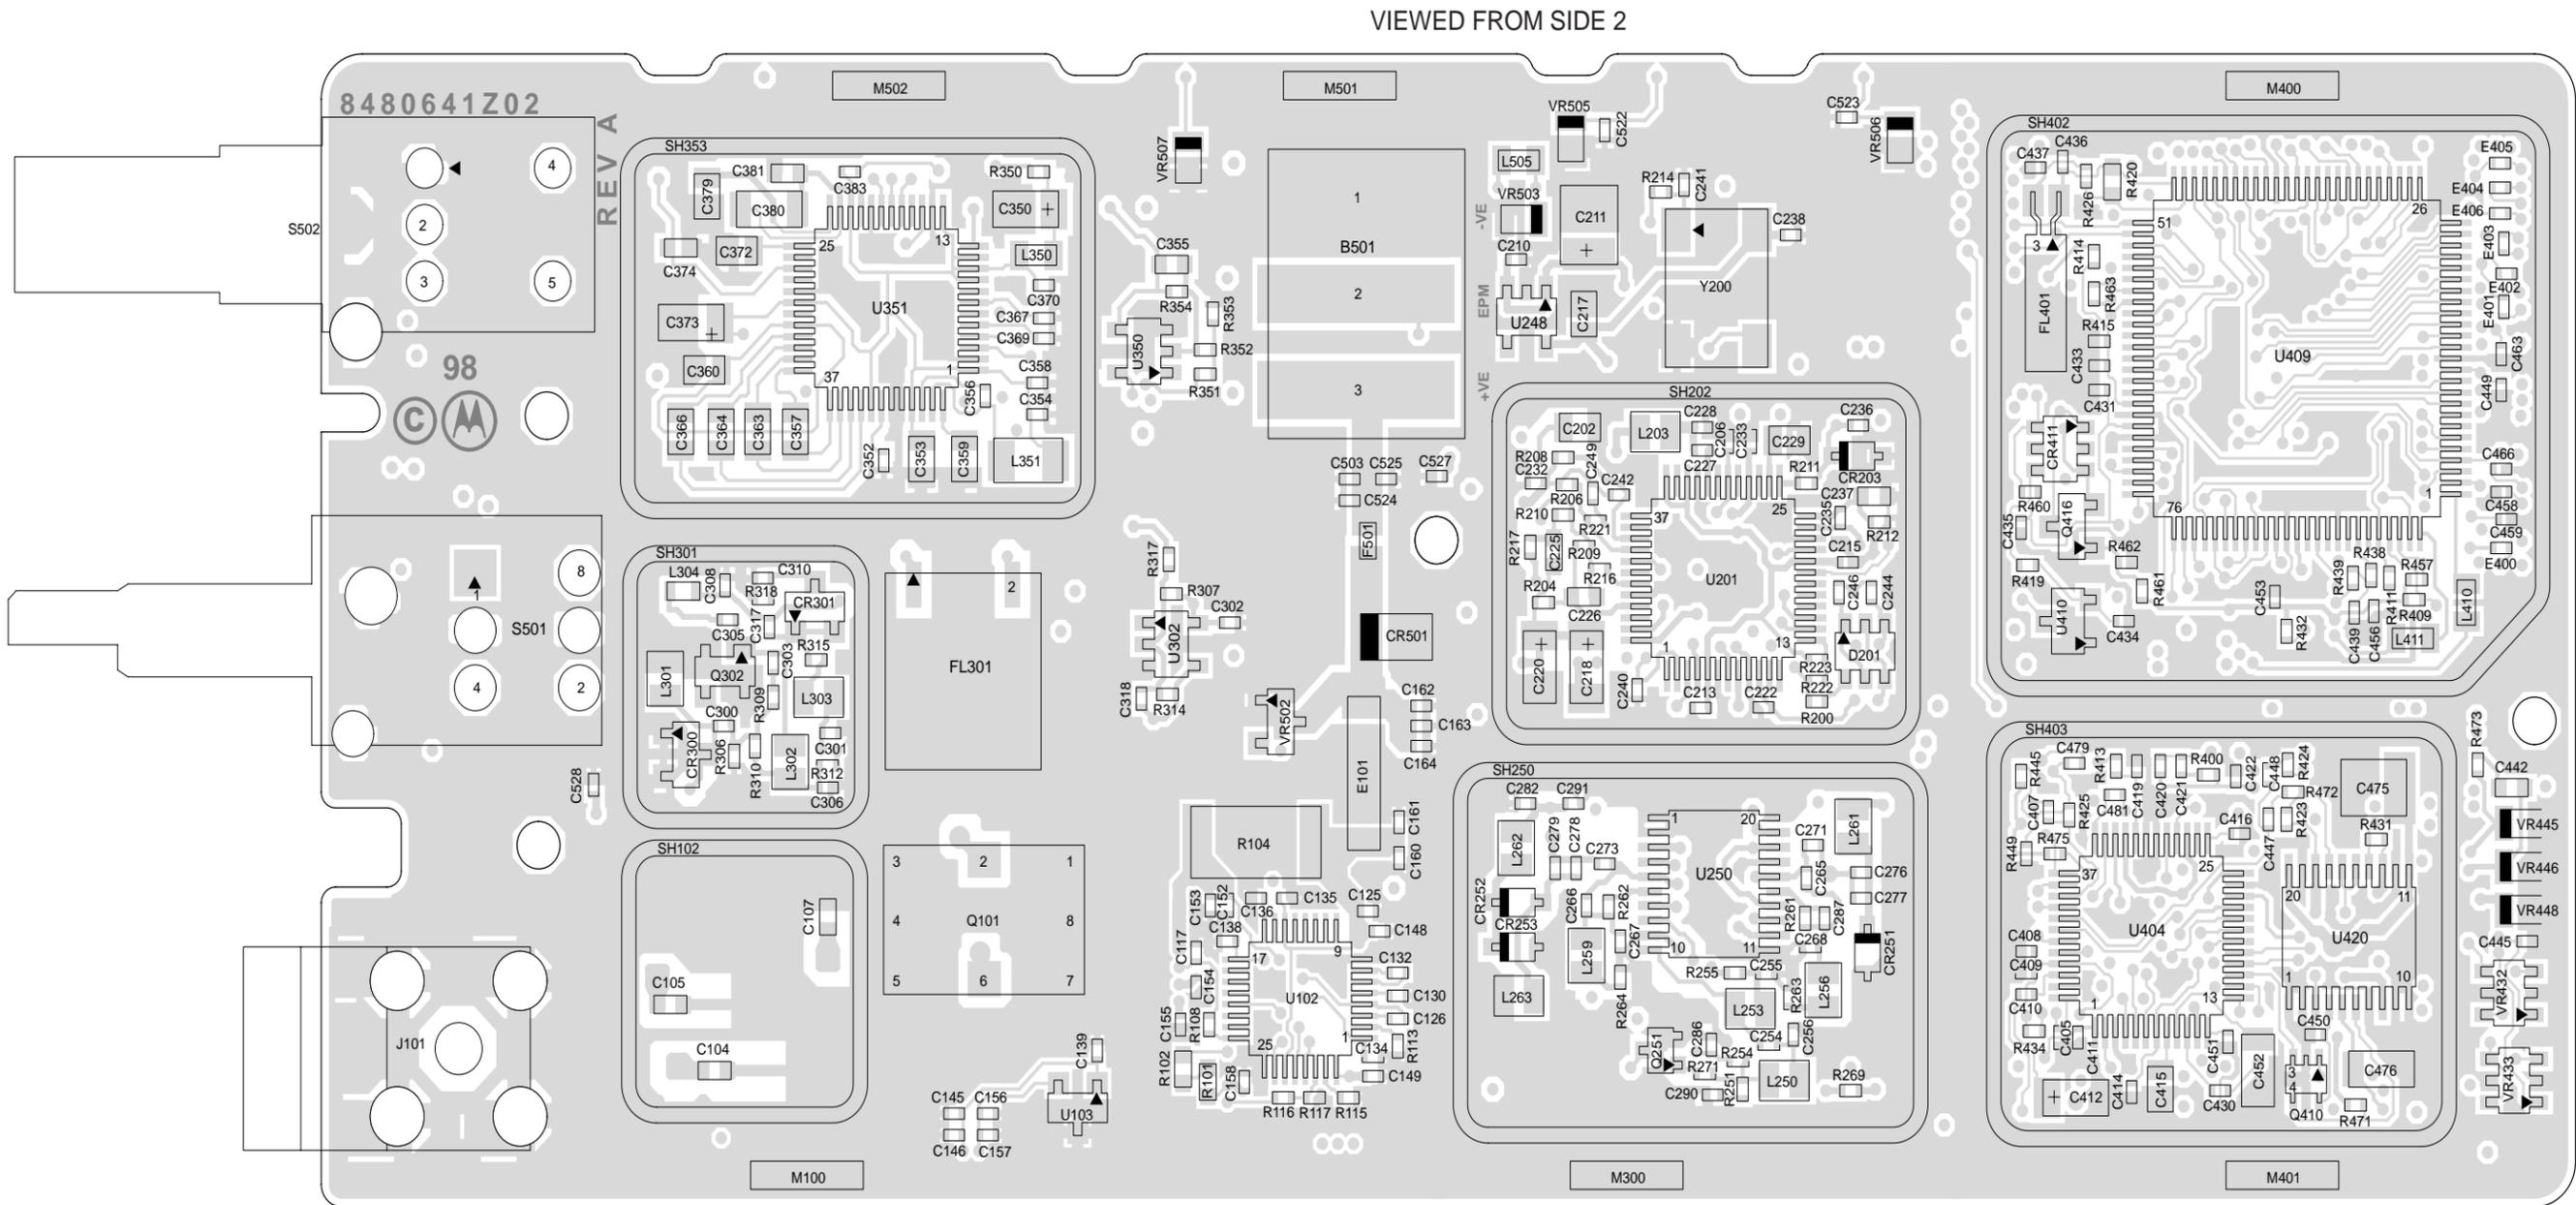 VIEWED FROM SIDE 2
8480641Z02
REV A
98
©
M502
M501
M400
S502
4
2
3
5
SH353
C379
C381
C380
C383
R350
C350 +
C374
C372
25
13
L350
C373 +
U351
C370
C367
C369
C360
37
1
C358
C356
C354
C366
C364
C363
C357
C352
C353
C359
L351
VR507
C355
R354
R353
U350
R352
R351
1
B501
2
3
-VE
EPM
+VE
C503
C525
C527
C524
F501
VR505
C522
L505
VR503
C211 +
C210
U248
C217
R214
C241
C238
Y200
C523
VR506
SH202
C202
L203
C228
C206
C233
C229
C236
R208
C232
C249
C227
R211
CR203
R206
C242
C237
R210
R221
37
25
C235
R212
R217
C225
R209
C215
R216
U201
R204
C226
C246
C244
C220 +
C218 +
1
13
D201
R223
R222
C240
C213
C222
R200
SH402
C437
C436
R426
R420
E405
E404
E406
51
26
3
R414
E403
R463
E402
FL401
E401
R415
C433
U409
C463
C431
C449
CR411
C466
R460
76
1
C458
C435
Q416
C459
R462
R438
E400
R419
R439
R457
R461
C453
R411
R409
L410
U410
C434
R432
C439
C456
L411
S501
1
8
4
2
C528
SH301
L304
C308
C310
R318
CR301
C305
C317
R315
L301
Q302
C303
R309
L303
C300
CR300
R306
R310
L302
C301
R312
C306
2
FL301
R317
R307
C302
U302
C318
R314
CR501
VR502
C162
C163
C164
E101
C161
C160
SH102
C107
C105
C104
J101
3
2
1
4
Q101
8
5
6
7
R104
C153
C152
C136
C135
C125
C138
C148
C117
17
9
C132
C154
U102
C130
C155
R108
C126
25
1
C134
R113
R102
R101
C158
C149
R116
R117
R115
C139
U103
C145
C156
C146
C157
SH250
C282
C291
L262
C279
C278
C273
1
20
C271
L261
U250
C265
C276
CR252
C266
R262
C277
CR253
R261
C287
L259
C267
10
11
C268
CR251
R255
C255
L263
R264
R263
L256
L253
C286
C254
C256
Q251
R254
R271
C290
R251
L250
R269
SH403
R445
C479
R413
C419
C420
C421
R400
C422
C448
R424
C475
R472
C407
R425
C481
R423
C416
C447
R431
R449
R475
37
25
20
11
U404
U420
C408
C409
C410
1
13
1
10
R434
C405
C411
C451
C450
C452
3
4
C476
C412
+
C414
C415
C430
Q410
R471
R473
C442
VR445
VR446
VR448
C445
VR432
VR433
M100
M300
M401